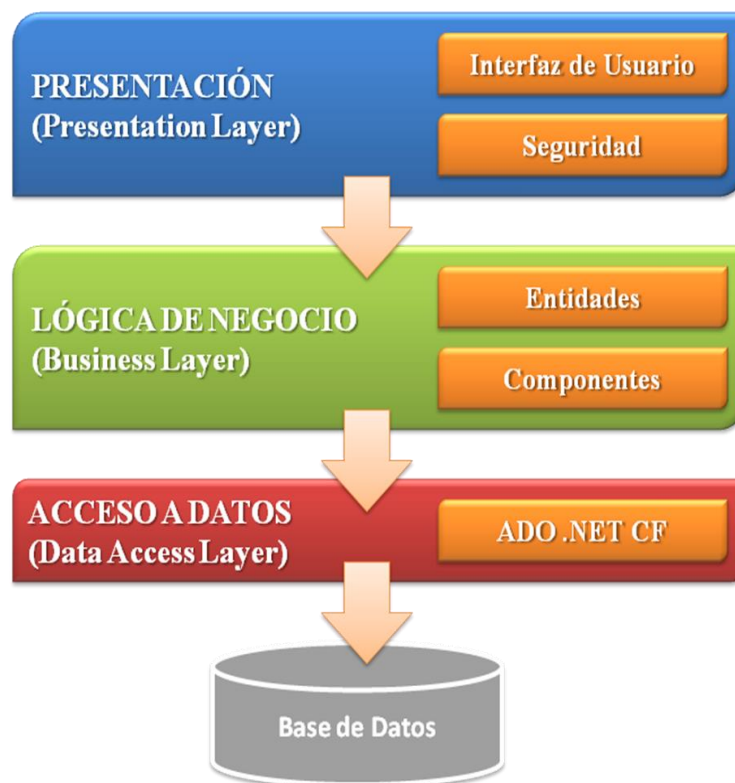 PRESENTACIÓN
(Presentation Layer)
Interfaz de Usuario
Seguridad
LÓGICA DE NEGOCIO
(Business Layer)
Entidades
Componentes
ACCESO A DATOS
(Data Access Layer)
ADO .NET CF
Base de Datos